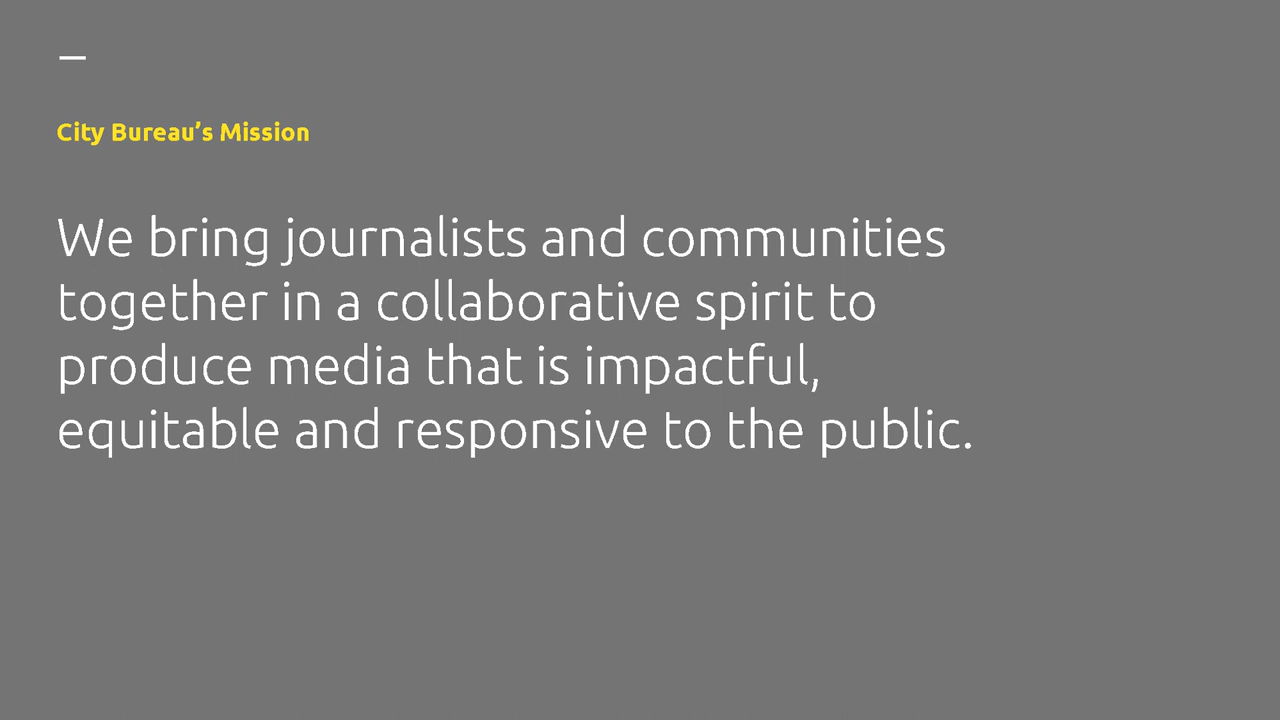 City Bureau’s Mission
We bring journalists and communities
together in a collaborative spirit to
produce media that is impactful,
equitable and responsive to the public.